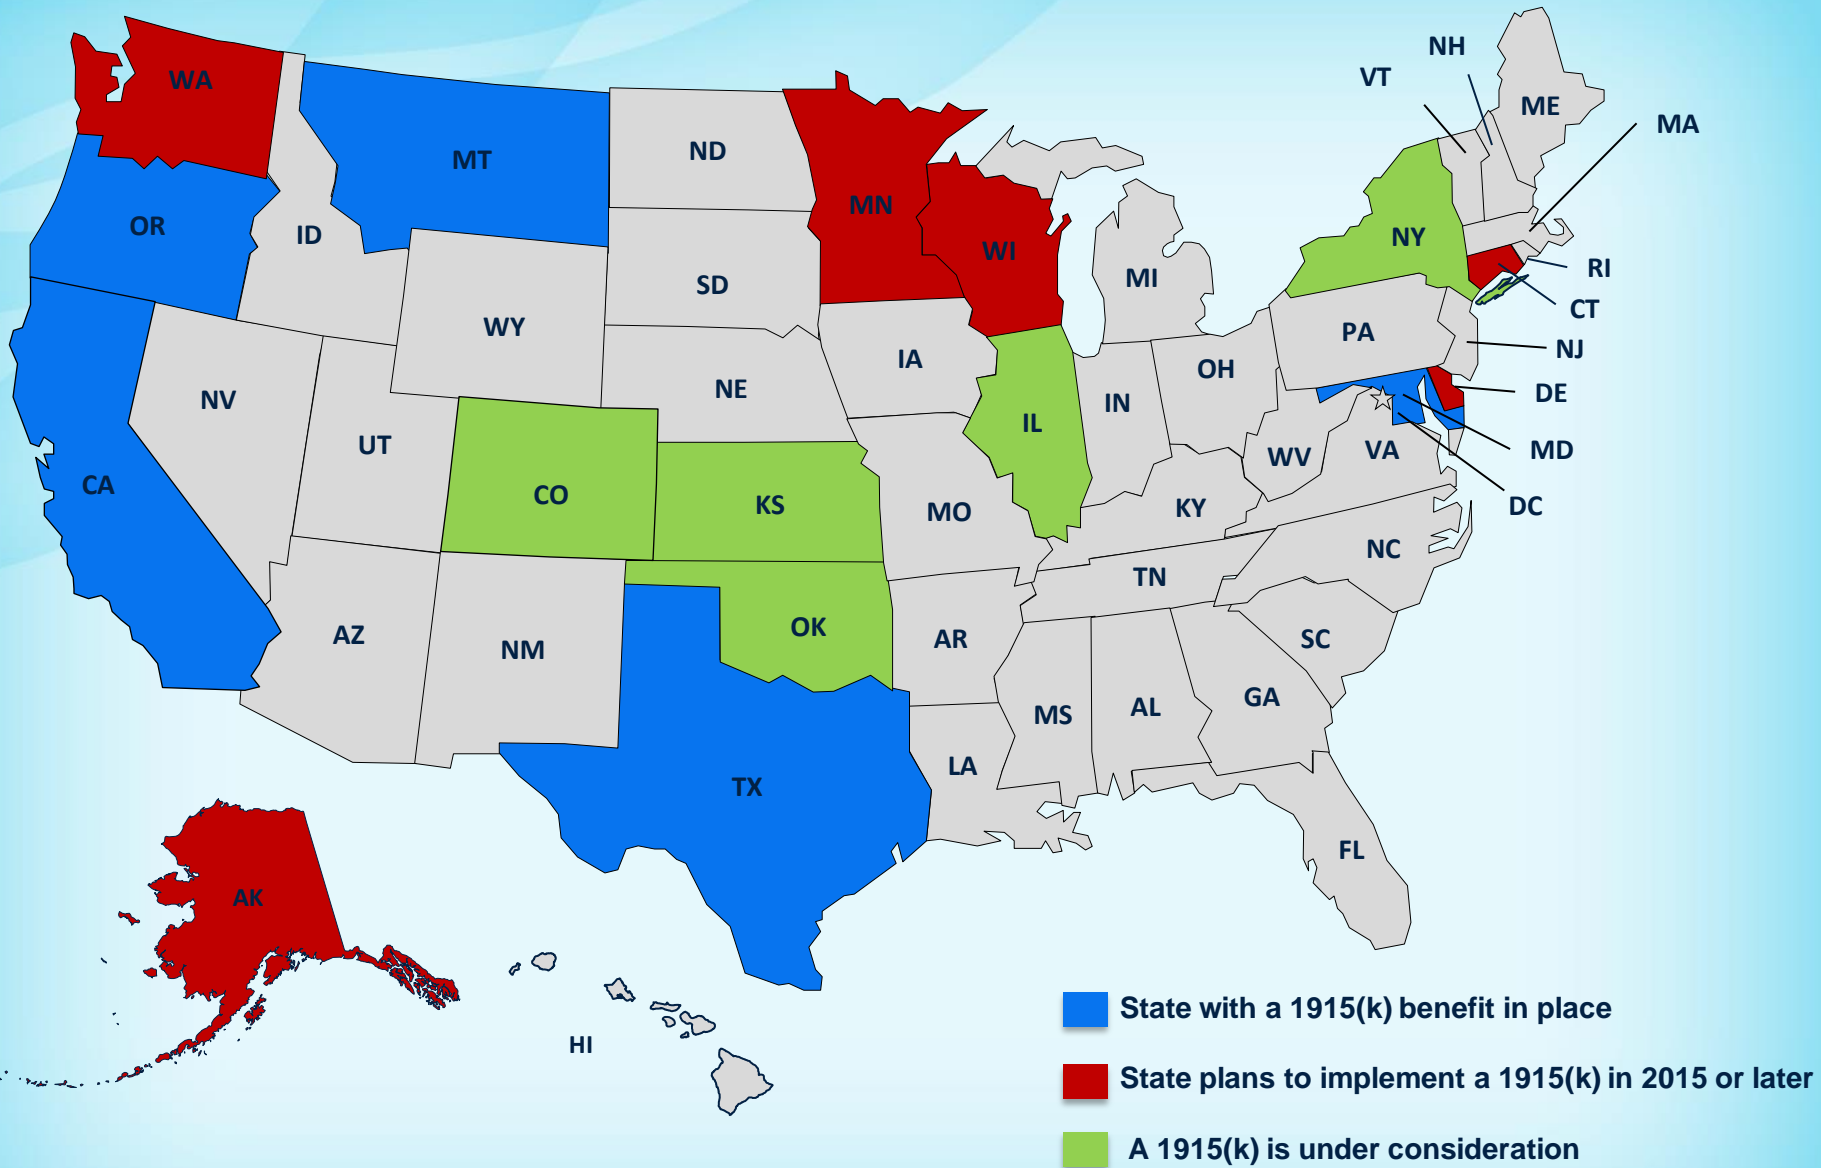 NH
VT
WA
ME
MA
MT
ND
MN
OR
ID
NY
WI
RI
MI
SD
CT
WY
PA
NJ
IA
OH
NE
DE
NV
IN
IL
UT
MD
VA
WV
CA
CO
KS
DC
KY
MO
NC
TN
OK
AZ
AR
SC
NM
GA
AL
MS
LA
TX
FL
AK
State with a 1915(k) benefit in place
HI
State plans to implement a 1915(k) in 2015 or later
A 1915(k) is under consideration